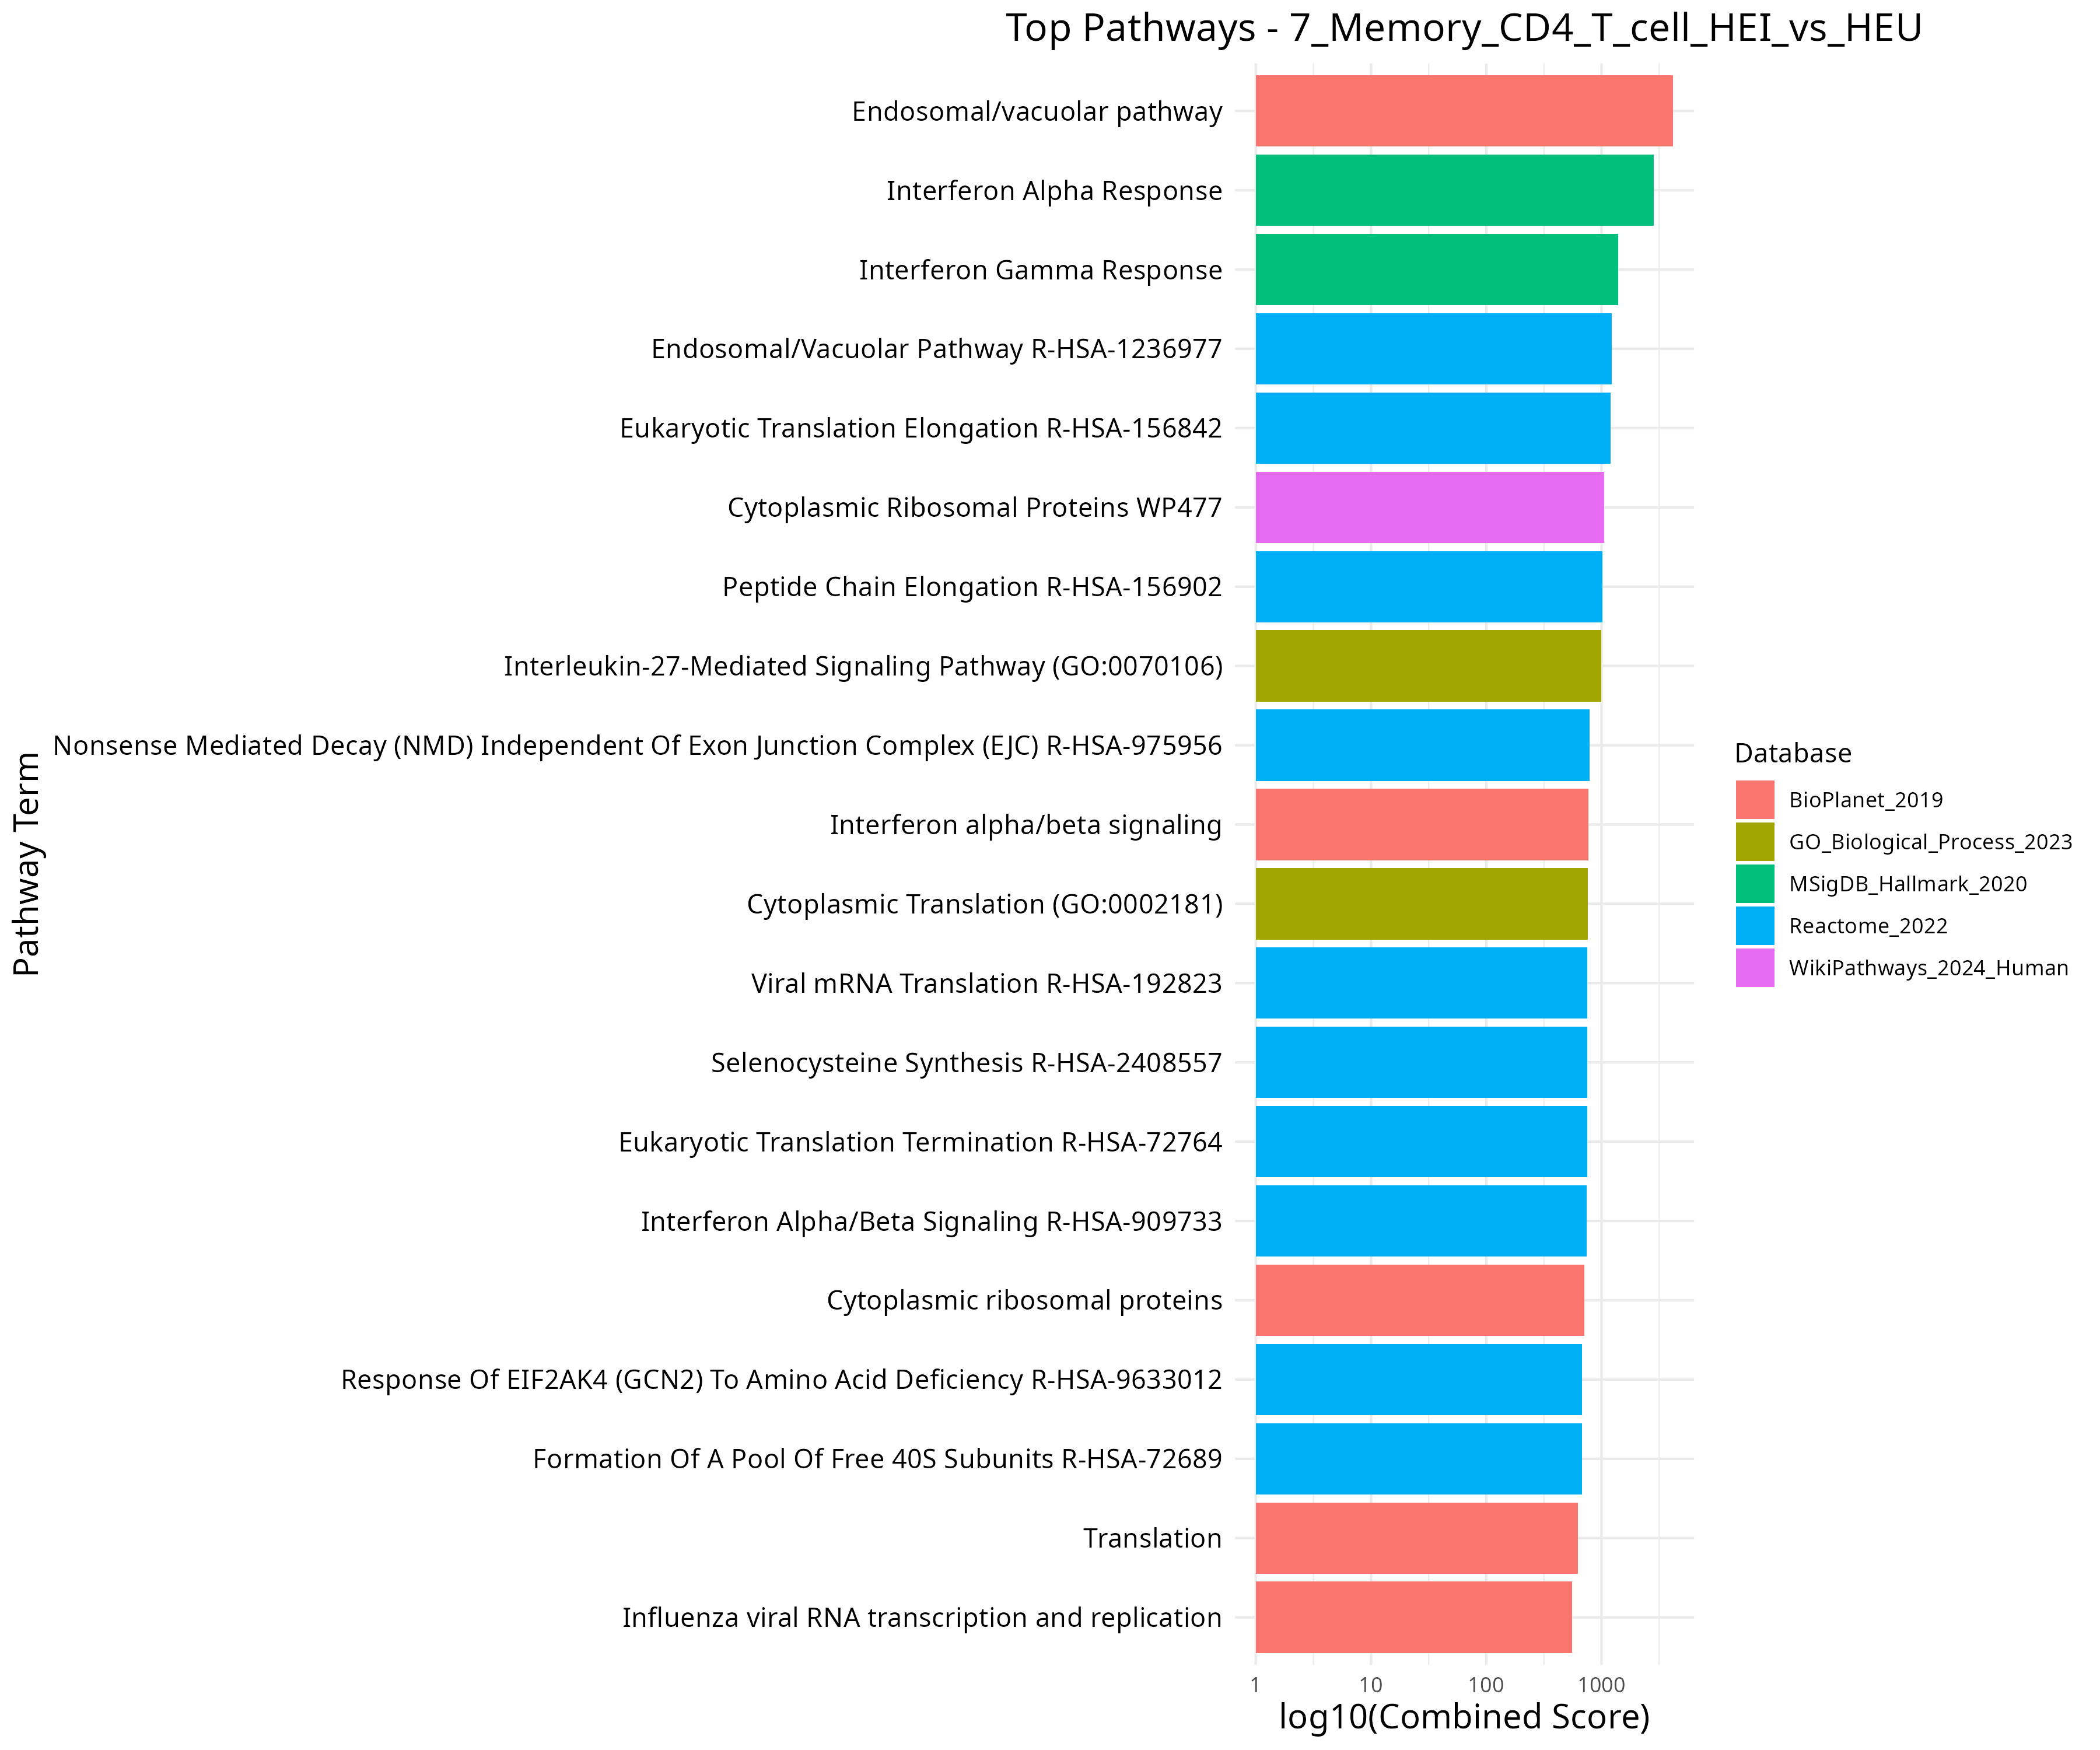 Top Pathways - 7_Memory_CD4_T_cell_HEI_vs_HEU
Pathway Term
Endosomal/vacuolar pathway
Interferon Alpha Response
Interferon Gamma Response
Endosomal/Vacuolar Pathway R-HSA-1236977
Eukaryotic Translation Elongation R-HSA-156842
Cytoplasmic Ribosomal Proteins WP477
Peptide Chain Elongation R-HSA-156902
Interleukin-27-Mediated Signaling Pathway (GO:0070106)
Nonsense Mediated Decay (NMD) Independent Of Exon Junction Complex (EJC) R-HSA-975956
Interferon alpha/beta signaling
Cytoplasmic Translation (GO:0002181)
Viral mRNA Translation R-HSA-192823
Selenocysteine Synthesis R-HSA-2408557
Eukaryotic Translation Termination R-HSA-72764
Interferon Alpha/Beta Signaling R-HSA-909733
Cytoplasmic ribosomal proteins
Response Of EIF2AK4 (GCN2) To Amino Acid Deficiency R-HSA-9633012
Formation Of A Pool Of Free 40S Subunits R-HSA-72689
Translation
Influenza viral RNA transcription and replication
1 10 100 1000
log10(Combined Score)
Database
BioPlanet_2019
GO_Biological_Process_2023
MSigDB_Hallmark_2020
Reactome_2022
WikiPathways_2024_Human